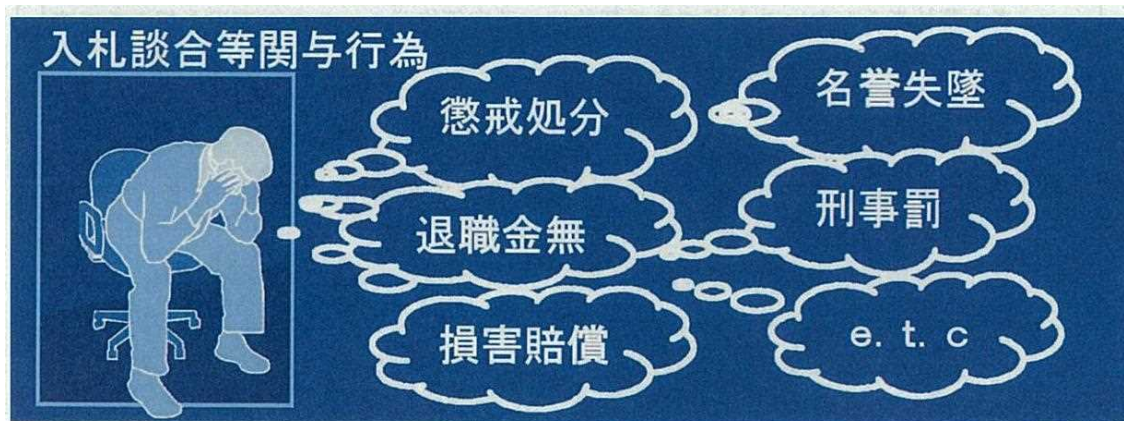 入札談合等関与行為
懲戒処分
名誉失墜
退職金無
刑事罰
損害賠償
e. t. c